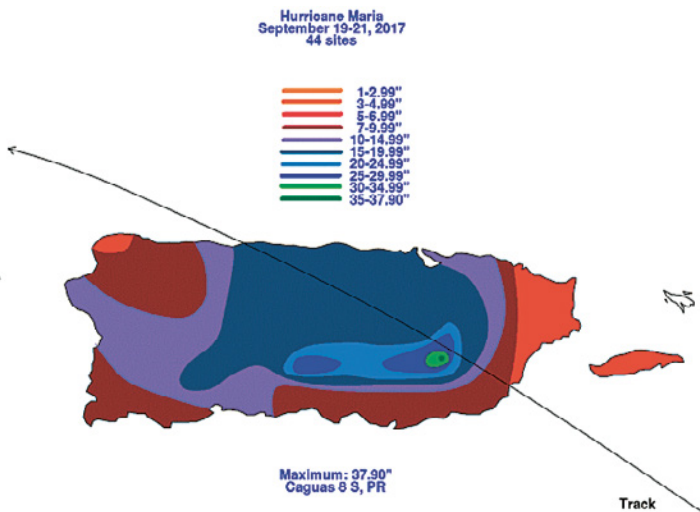 Hurricane Maria
September 19-21, 2017
44 sites
1-2.99"
3-4.99"
5-6.99"
7-9.99"
10-14.99"
15-19.99"
20-24.99"
25-29.99"
30-34.99"
35-37.90"
Maximum: 37.90"
Caguas 8 S, PR
Track